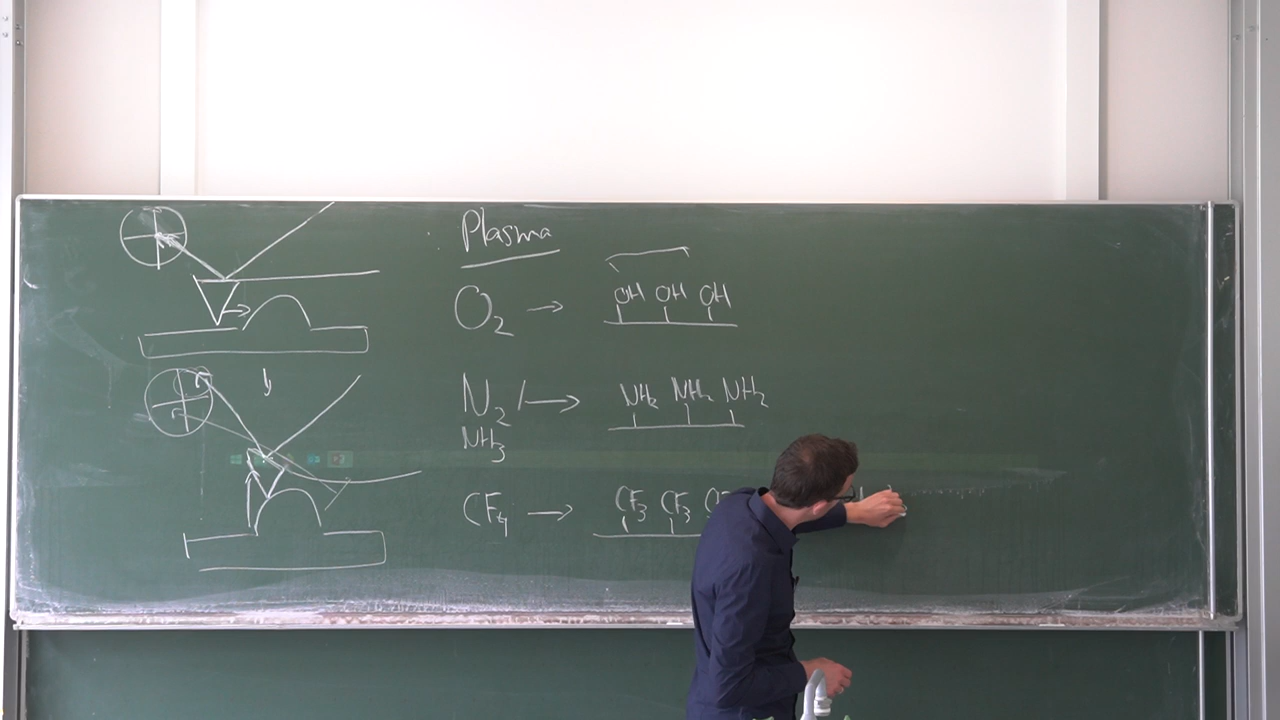 Plasma
O2 → OH OH OH
N2 / → NH2 NH2 NH2
NH3
CF4 → CF3 CF3